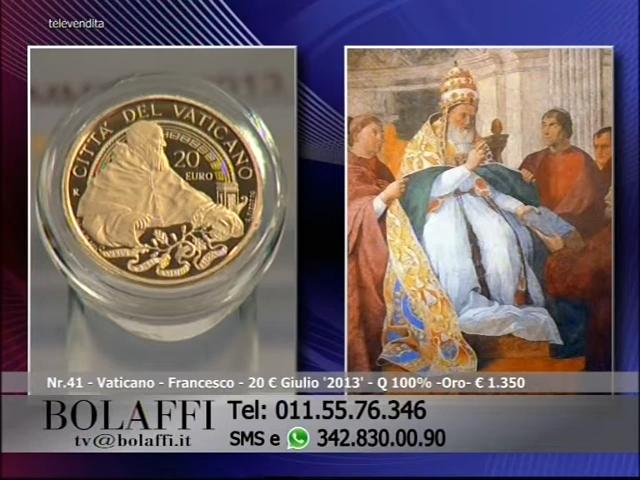 televendita
2013
CITTA' DEL VATICANO
20
EURO
R
Nr.41 - Vaticano - Francesco - 20 € Giulio '2013' - Q 100% -Oro- € 1.350
BOLAFFI
tv@bolaffi.it
Tel: 011.55.76.346
SMS e 342.830.00.90